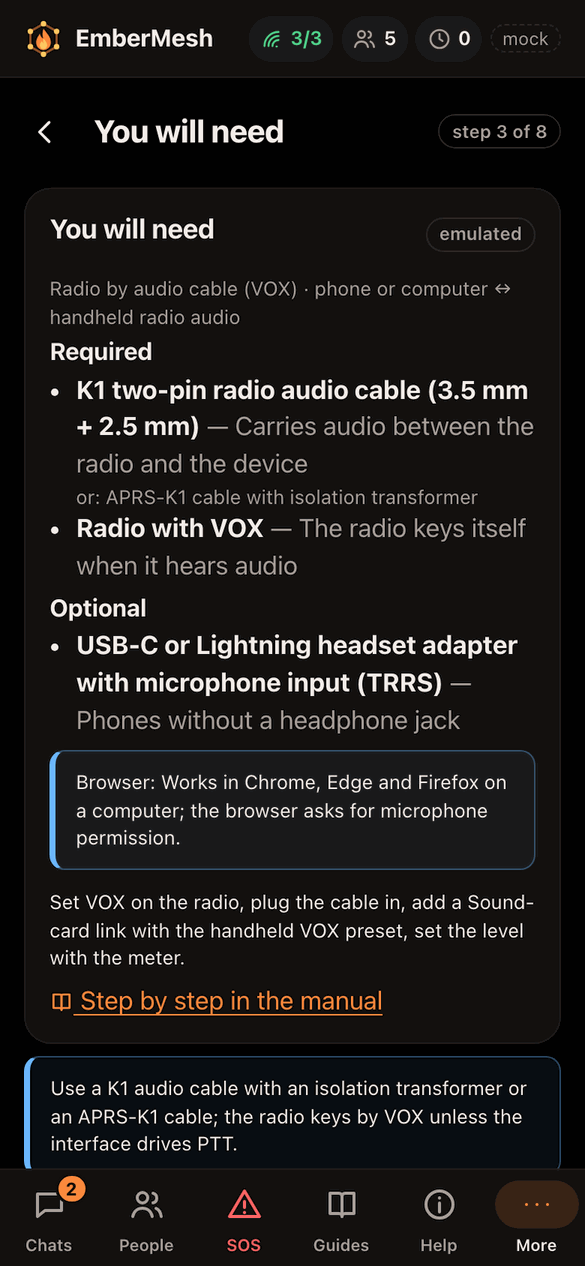 EmberMesh
3/3
5
0
mock
You will need
step 3 of 8
You will need
emulated
Radio by audio cable (VOX) · phone or computer ↔
handheld radio audio
Required
• K1 two-pin radio audio cable (3.5 mm
+ 2.5 mm) — Carries audio between the
radio and the device
or: APRS-K1 cable with isolation transformer
• Radio with VOX — The radio keys itself
when it hears audio
Optional
• USB-C or Lightning headset adapter
with microphone input (TRRS) —
Phones without a headphone jack
Browser: Works in Chrome, Edge and Firefox on
a computer; the browser asks for microphone
permission.
Set VOX on the radio, plug the cable in, add a Sound-
card link with the handheld VOX preset, set the level
with the meter.
Step by step in the manual
Use a K1 audio cable with an isolation transformer or
an APRS-K1 cable; the radio keys by VOX unless the
interface drives PTT.
2
Chats
People
SOS
Guides
Help
More